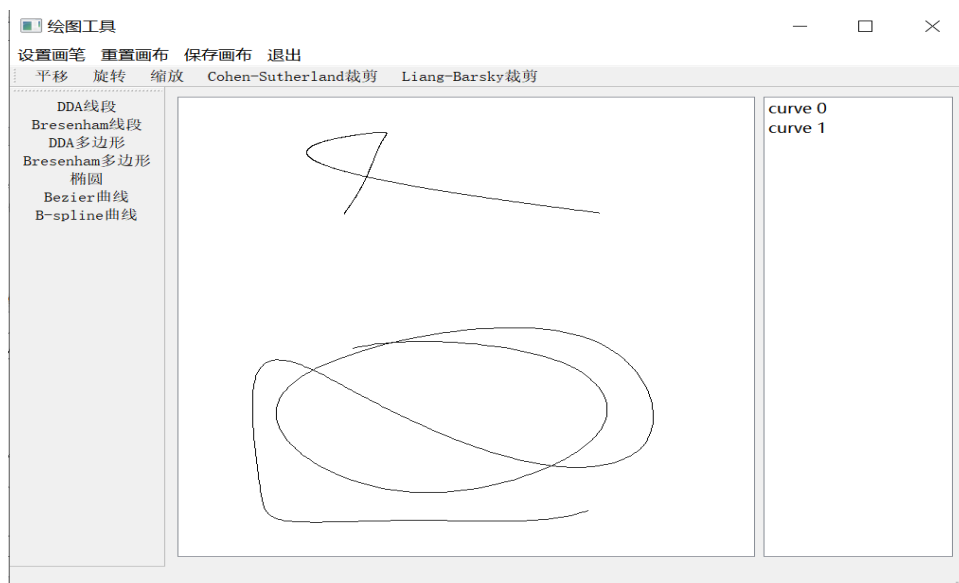 绘图工具
设置画笔 重置画布 保存画布 退出
平移 旋转 缩放 Cohen-Sutherland裁剪 Liang-Barsky裁剪
DDA线段
Bresenham线段
DDA多边形
Bresenham多边形
椭圆
Bezier曲线
B-spline曲线
curve 0
curve 1